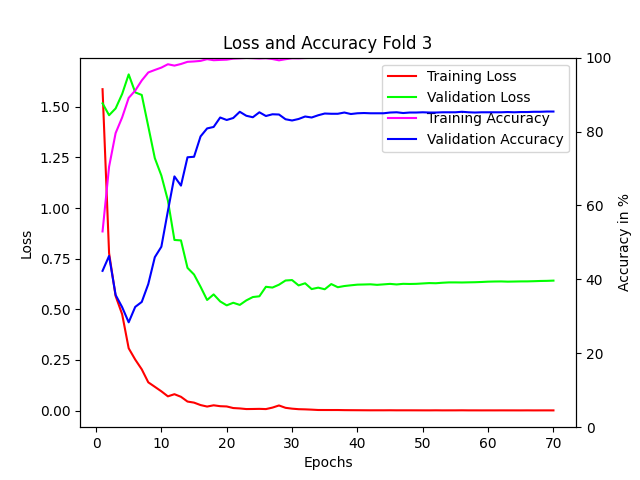 Loss and Accuracy Fold 3
Training Loss
Validation Loss
Training Accuracy
Validation Accuracy
Loss
1.50
1.25
1.00
0.75
0.50
0.25
0.00
Accuracy in %
100
80
60
40
20
0
0 10 20 30 40 50 60 70
Epochs